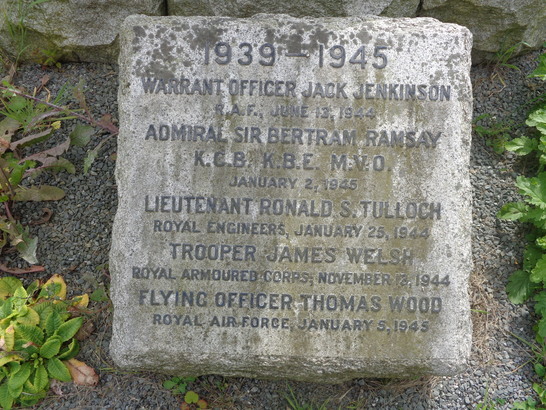 1939—1945
WARRANT OFFICER JACK JENKINSON
R.A.F., JUNE 13, 1944
ADMIRAL SIR BERTRAM RAMSAY
K.C.B. K.B.E. M.V.O.
JANUARY 2, 1945
LIEUTENANT RONALD S. TULLOCH
ROYAL ENGINEERS, JANUARY 25, 1944
TROOPER JAMES WELSH
ROYAL ARMOURED CORPS, NOVEMBER 13, 1944
FLYING OFFICER THOMAS WOOD
ROYAL AIR FORCE, JANUARY 5, 1945